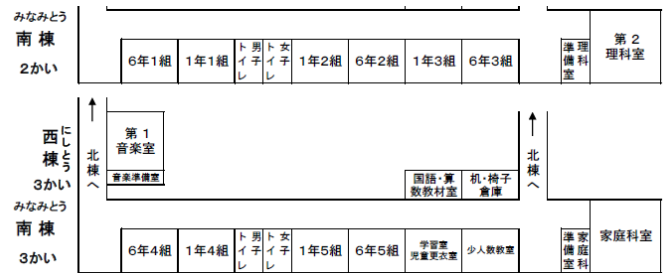 みなみとう
南棟
2かい
6年1組
1年1組
男子トイレ
女子トイレ
1年2組
6年2組
1年3組
6年3組
理科準備室
第2
理科室
にしとう
西棟
3かい
北棟へ
第1
音楽室
音楽準備室
国語・算
数教材室
机・椅子
倉庫
北棟へ
みなみとう
南棟
3かい
6年4組
1年4組
男子トイレ
女子トイレ
1年5組
6年5組
学習室
児童更衣室
少人数教室
家庭科準備室
家庭科室